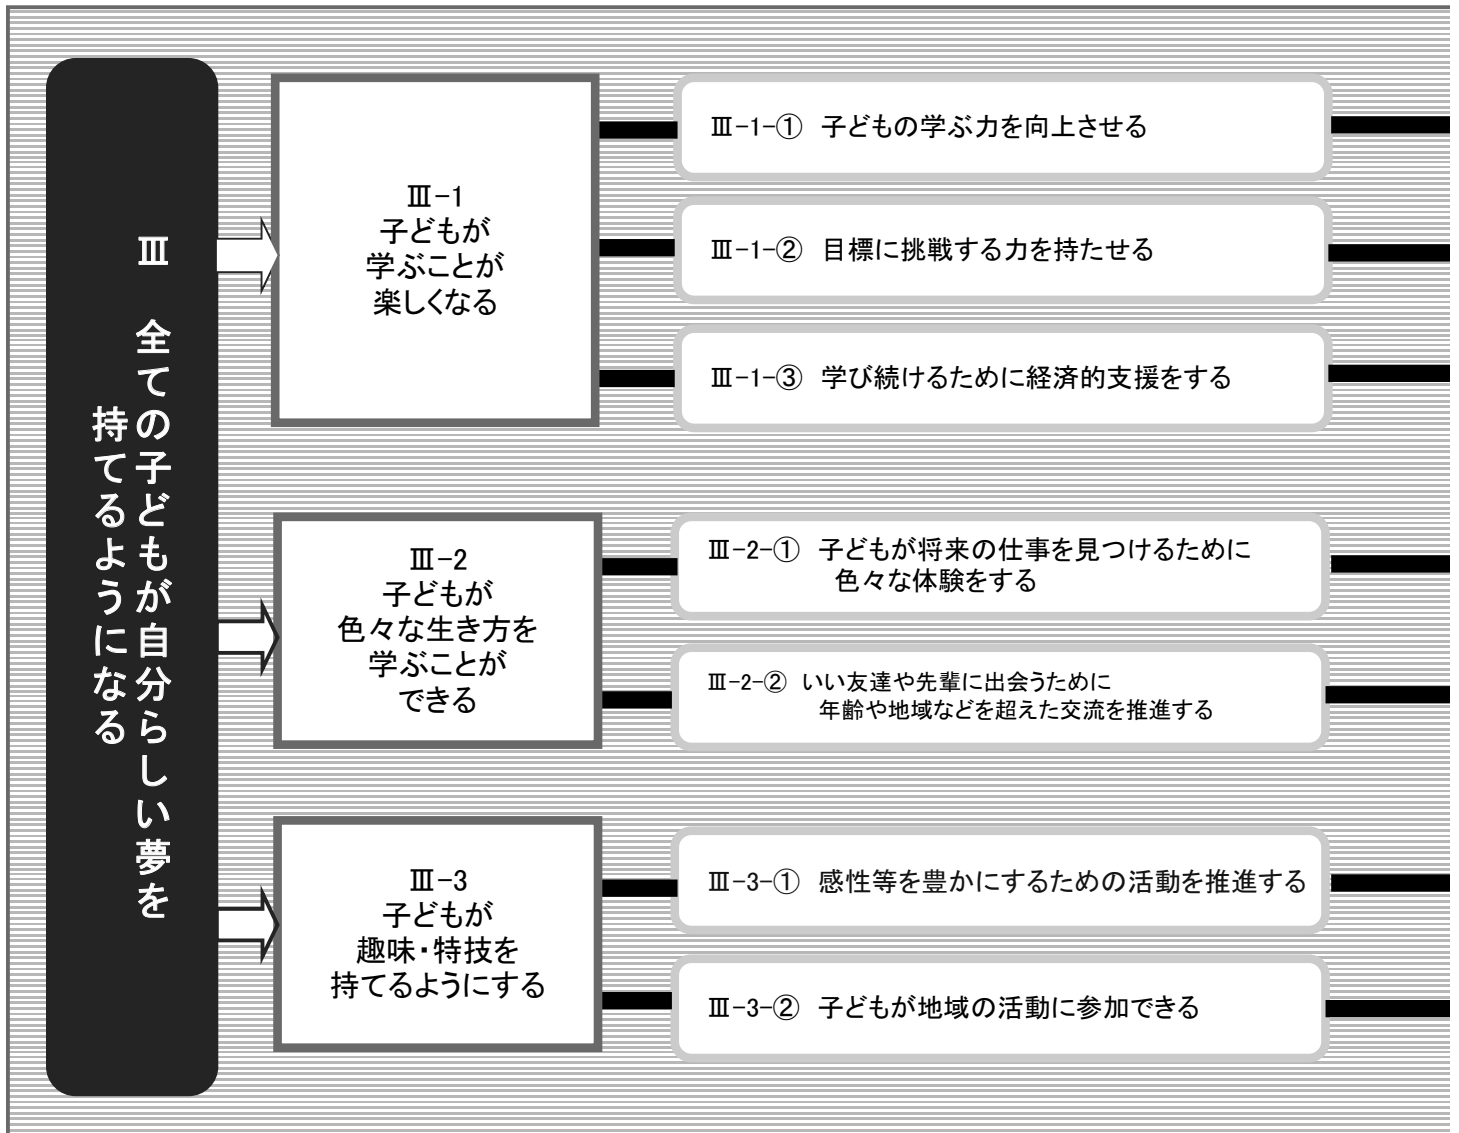 Ⅲ　全ての子どもが自分らしい夢を
持てるようになる
Ⅲ-1
子どもが
学ぶことが
楽しくなる
Ⅲ-1-①　子どもの学ぶ力を向上させる
Ⅲ-1-②　目標に挑戦する力を持たせる
Ⅲ-1-③　学び続けるために経済的支援をする
Ⅲ-2
子どもが
色々な生き方を
学ぶことが
できる
Ⅲ-2-①　子どもが将来の仕事を見つけるために
色々な体験をする
Ⅲ-2-②　いい友達や先輩に出会うために
年齢や地域などを超えた交流を推進する
Ⅲ-3
子どもが
趣味・特技を
持てるようにする
Ⅲ-3-①　感性等を豊かにするための活動を推進する
Ⅲ-3-②　子どもが地域の活動に参加できる